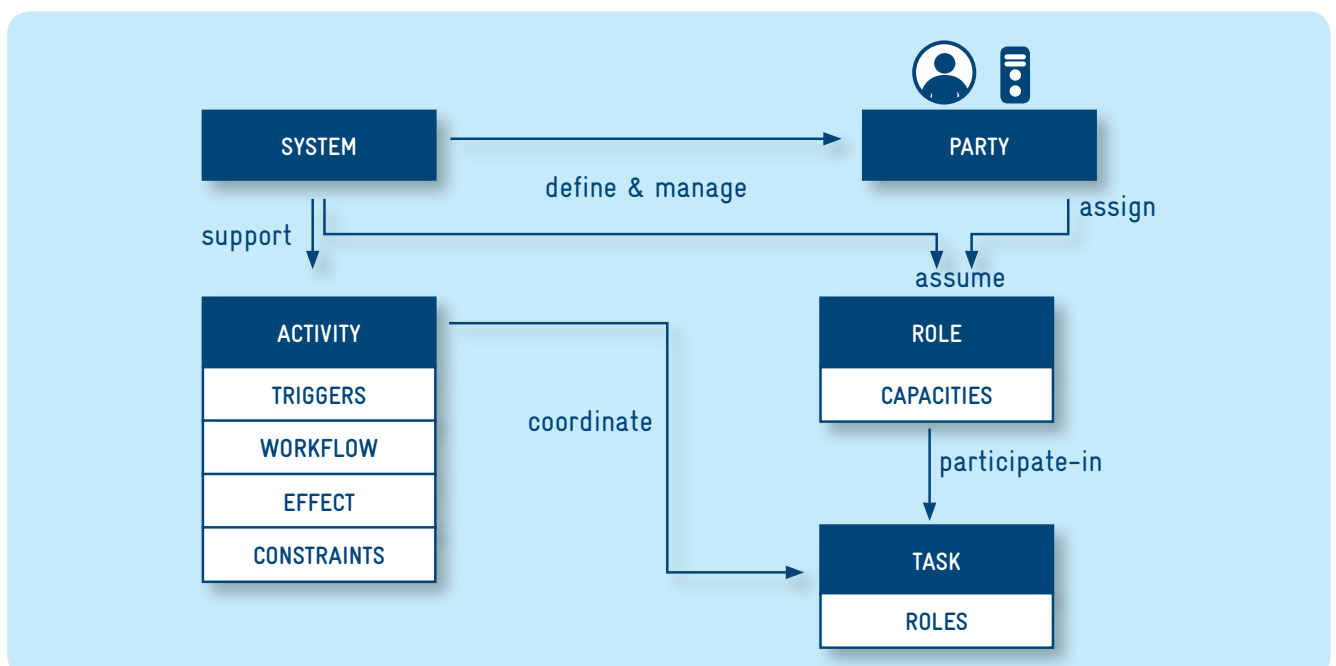 SYSTEM
PARTY
define & manage
assign
support
assume
ACTIVITY
ROLE
TRIGGERS
CAPACITIES
coordinate
WORKFLOW
participate-in
EFFECT
CONSTRAINTS
TASK
ROLES